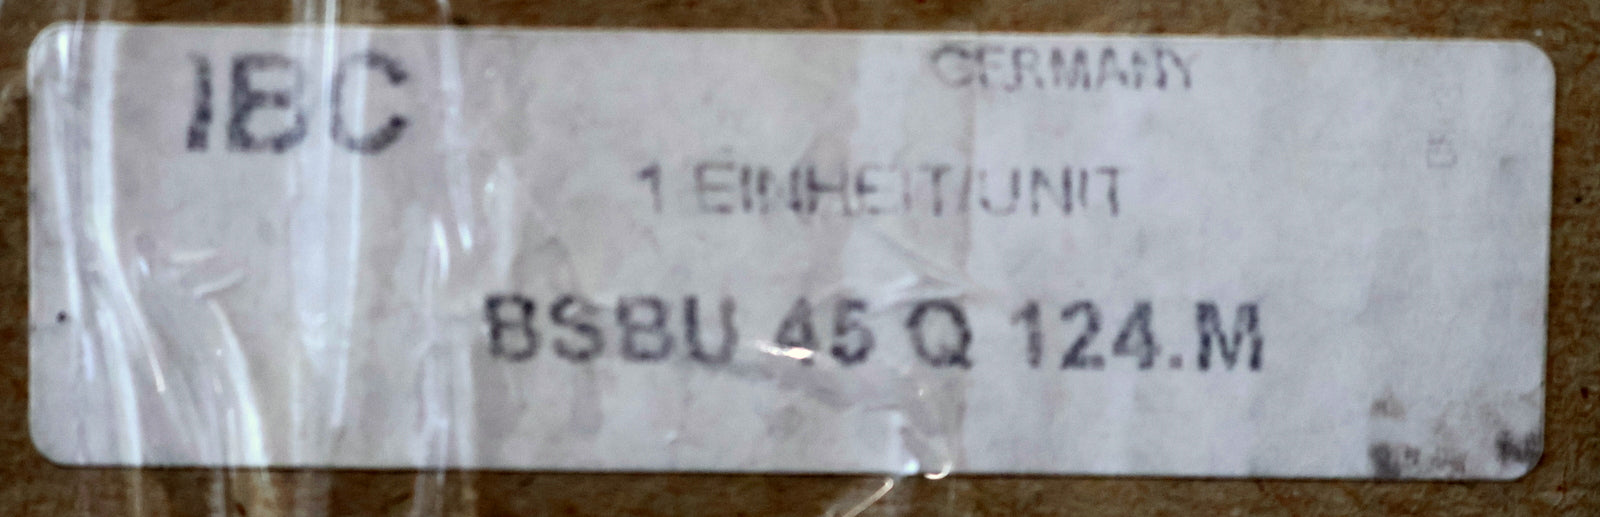 IBC
GERMANY
1 EINHEIT/UNIT
BSBU 45 Q 124.M